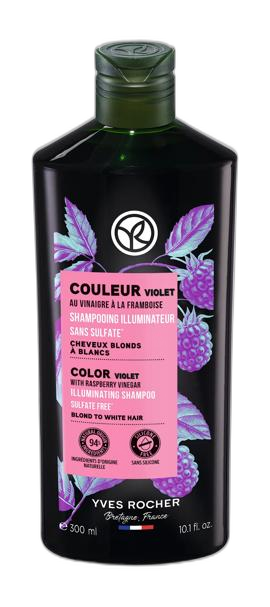 COULEUR VIOLET
AU VINAIGRE À LA FRAMBOISE
SHAMPOOING ILLUMINATEUR
SANS SULFATE*
CHEVEUX BLONDS
À BLANCS
COLOR VIOLET
WITH RASPBERRY VINEGAR
ILLUMINATING SHAMPOO
SULFATE FREE*
BLOND TO WHITE HAIR
94%
INGRÉDIENTS D'ORIGINE
NATURELLE
SILICONE
FREE
SANS SILICONE
YVES ROCHER
Bretagne, France
e 300 ml
10.1 fl. oz.